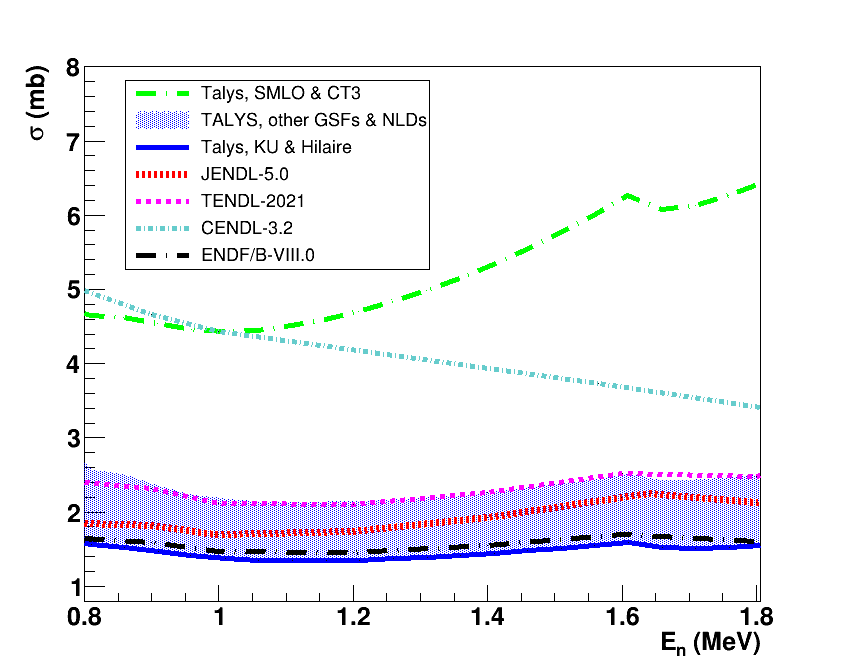 σ (mb)
8
7
6
5
4
3
2
1
Talys, SMLO & CT3
TALYS, other GSFs & NLDs
Talys, KU & Hilaire
JENDL-5.0
TENDL-2021
CENDL-3.2
ENDF/B-VIII.0
0.8 1 1.2 1.4 1.6 1.8
Eₙ (MeV)